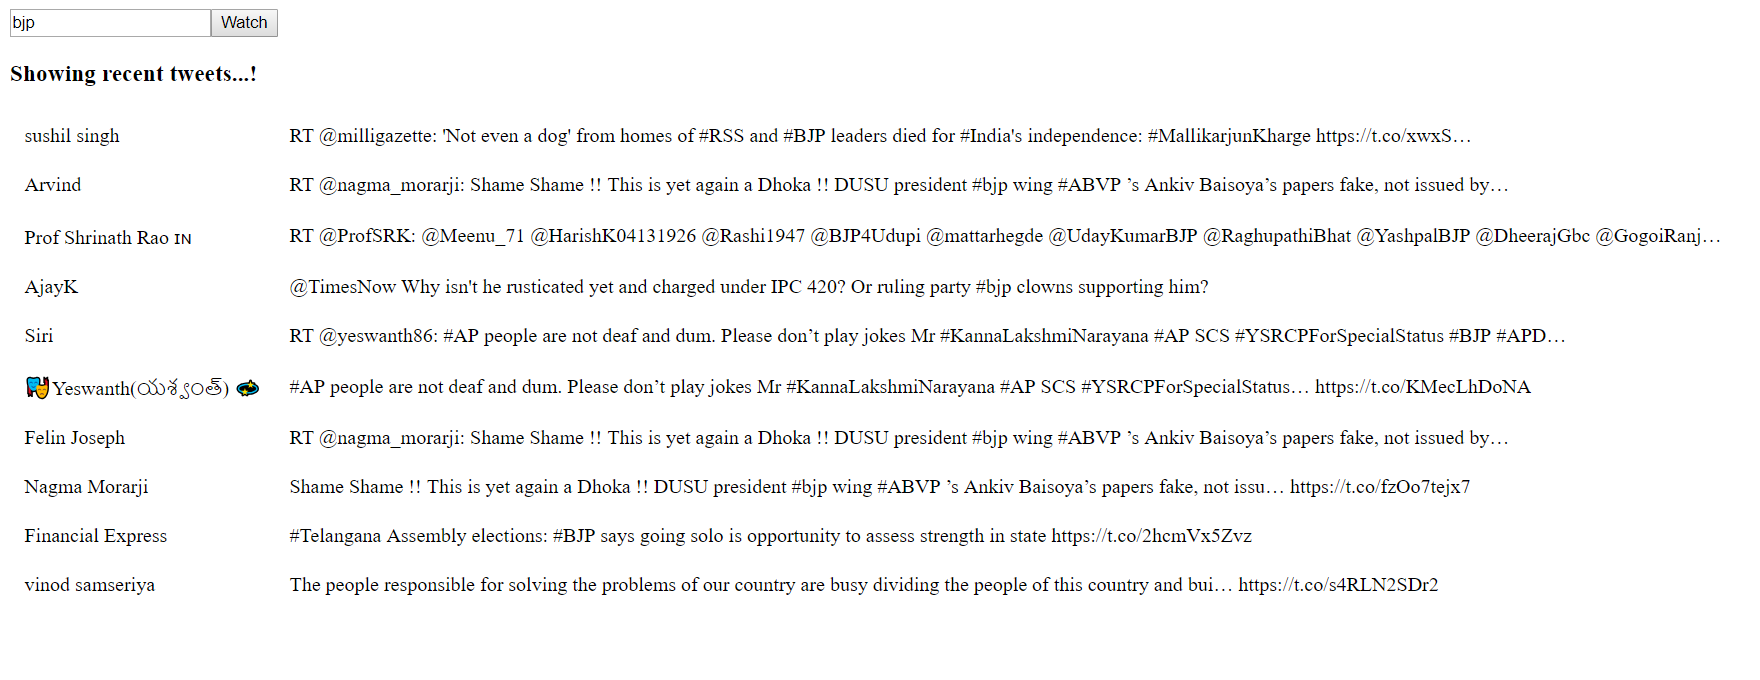 bjp Watch
Showing recent tweets...!
sushil singh RT @milligazette: 'Not even a dog' from homes of #RSS and #BJP leaders died for #India's independence: #MallikarjunKharge https://t.co/xwxS…
Arvind RT @nagma_morarji: Shame Shame !! This is yet again a Dhoka !! DUSU president #bjp wing #ABVP ’s Ankiv Baisoya’s papers fake, not issued by…
Prof Shrinath Rao 🇮🇳 RT @ProfSRK: @Meenu_71 @HarishK04131926 @Rashi1947 @BJP4Udupi @mattarhegde @UdayKumarBJP @RaghupathiBhat @YashpalBJP @DheerajGbc @GogoiRanj…
AjayK @TimesNow Why isn't he rusticated yet and charged under IPC 420? Or ruling party #bjp clowns supporting him?
Siri RT @yeswanth86: #AP people are not deaf and dum. Please don’t play jokes Mr #KannaLakshmiNarayana #AP SCS #YSRCPForSpecialStatus #BJP #APD…
🎭Yeswanth(యశ్వంత్) #AP people are not deaf and dum. Please don’t play jokes Mr #KannaLakshmiNarayana #AP SCS #YSRCPForSpecialStatus… https://t.co/KMecLhDoNA
Felin Joseph RT @nagma_morarji: Shame Shame !! This is yet again a Dhoka !! DUSU president #bjp wing #ABVP ’s Ankiv Baisoya’s papers fake, not issued by…
Nagma Morarji Shame Shame !! This is yet again a Dhoka !! DUSU president #bjp wing #ABVP ’s Ankiv Baisoya’s papers fake, not issu… https://t.co/fzOo7tejx7
Financial Express #Telangana Assembly elections: #BJP says going solo is opportunity to assess strength in state https://t.co/2hcmVx5Zvz
vinod samseriya The people responsible for solving the problems of our country are busy dividing the people of this country and bui… https://t.co/s4RLN2SDr2